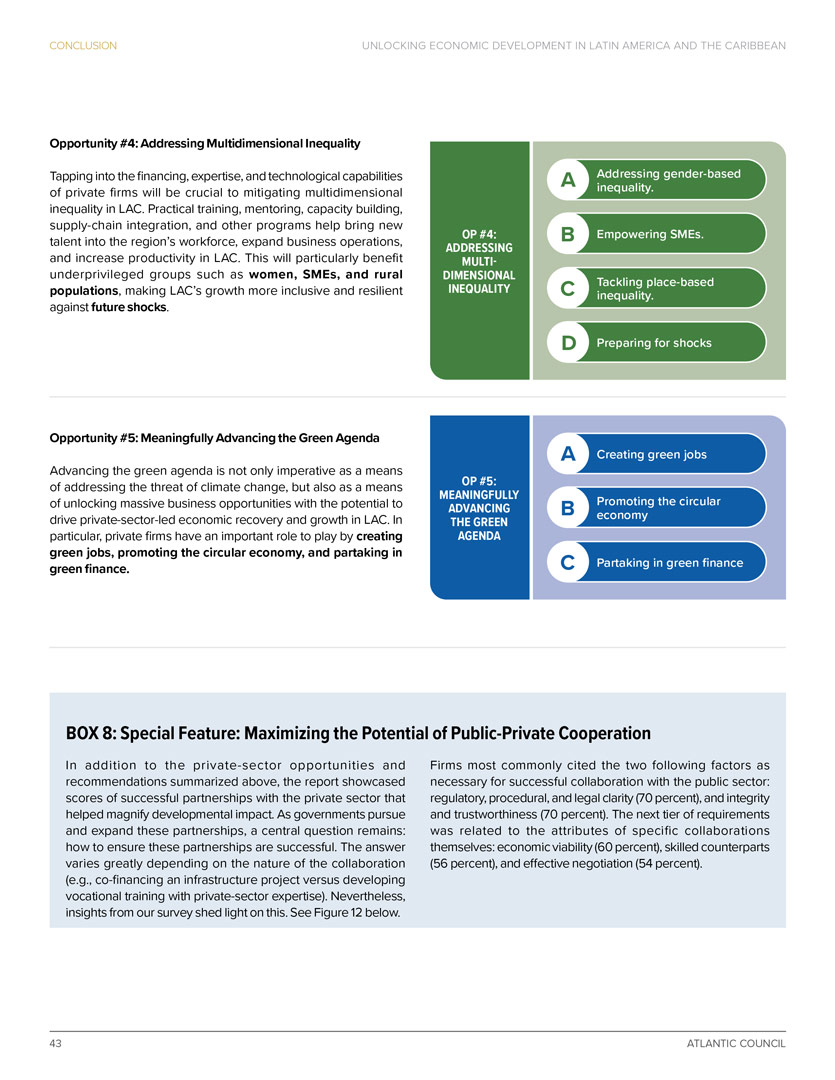 CONCLUSION
UNLOCKING ECONOMIC DEVELOPMENT IN LATIN AMERICA AND THE CARIBBEAN
Opportunity #4: Addressing Multidimensional Inequality
Tapping into the financing, expertise, and technological capabilities
of private firms will be crucial to mitigating multidimensional
inequality in LAC. Practical training, mentoring, capacity building,
supply-chain integration, and other programs help bring new
talent into the region's workforce, expand business operations,
and increase productivity in LAC. This will particularly benefit
underprivileged groups such as women, SMEs, and rural
populations, making LAC's growth more inclusive and resilient
against future shocks.
OP #4:
ADDRESSING
MULTI-
DIMENSIONAL
INEQUALITY
A
Addressing gender-based
inequality.
B
Empowering SMEs.
C
Tackling place-based
inequality.
D
Preparing for shocks
Opportunity #5: Meaningfully Advancing the Green Agenda
Advancing the green agenda is not only imperative as a means
of addressing the threat of climate change, but also as a means
of unlocking massive business opportunities with the potential to
drive private-sector-led economic recovery and growth in LAC. In
particular, private firms have an important role to play by creating
green jobs, promoting the circular economy, and partaking in
green finance.
OP #5:
MEANINGFULLY
ADVANCING
THE GREEN
AGENDA
A
Creating green jobs
B
Promoting the circular
economy
C
Partaking in green finance
BOX 8: Special Feature: Maximizing the Potential of Public-Private Cooperation
In addition to the private-sector opportunities and
recommendations summarized above, the report showcased
scores of successful partnerships with the private sector that
helped magnify developmental impact. As governments pursue
and expand these partnerships, a central question remains:
how to ensure these partnerships are successful. The answer
varies greatly depending on the nature of the collaboration
(e.g., co-financing an infrastructure project versus developing
vocational training with private-sector expertise). Nevertheless,
insights from our survey shed light on this. See Figure 12 below.
Firms most commonly cited the two following factors as
necessary for successful collaboration with the public sector:
regulatory, procedural, and legal clarity (70 percent), and integrity
and trustworthiness (70 percent). The next tier of requirements
was related to the attributes of specific collaborations
themselves: economic viability (60 percent), skilled counterparts
(56 percent), and effective negotiation (54 percent).
43
ATLANTIC COUNCIL